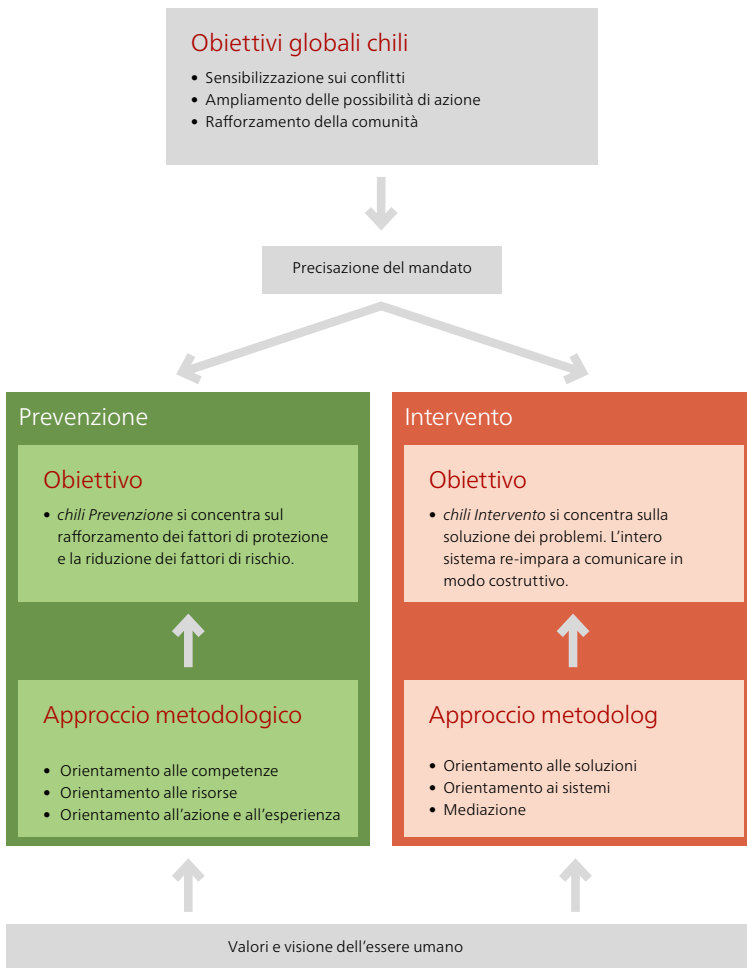 Obiettivi globali chili
• Sensibilizzazione sui conflitti
• Ampliamento delle possibilità di azione
• Rafforzamento della comunità
Precisazione del mandato
Prevenzione
Obiettivo
• chili Prevenzione si concentra sul
rafforzamento dei fattori di protezione
e la riduzione dei fattori di rischio.
Approccio metodologico
• Orientamento alle competenze
• Orientamento alle risorse
• Orientamento all’azione e all’esperienza
Intervento
Obiettivo
• chili Intervento si concentra sulla
soluzione dei problemi. L’intero
sistema re-impara a comunicare in
modo costruttivo.
Approccio metodolog
• Orientamento alle soluzioni
• Orientamento ai sistemi
• Mediazione
Valori e visione dell’essere umano